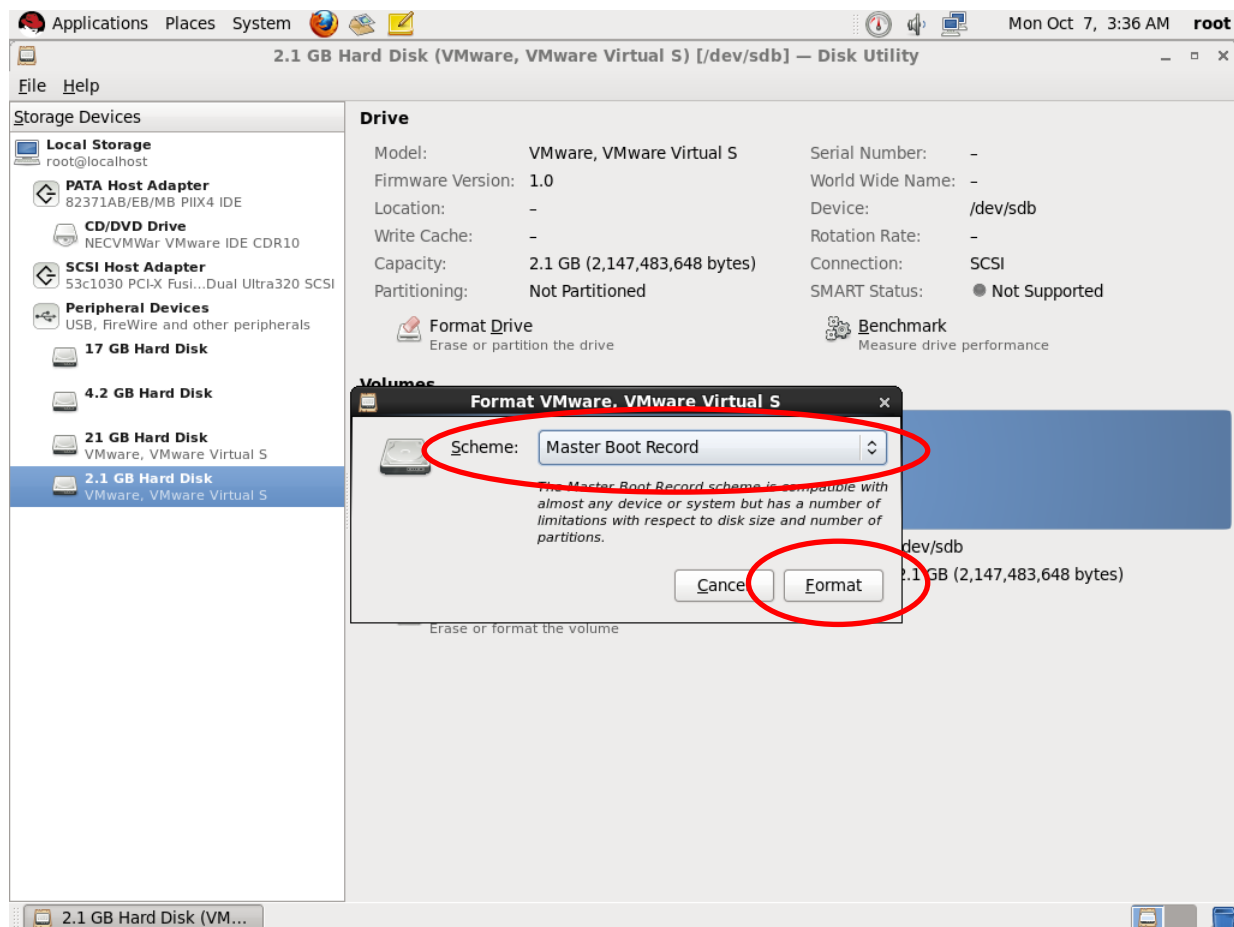 Applications Places System Mon Oct 7, 3:36 AM root
2.1 GB Hard Disk (VMware, VMware Virtual S) [/dev/sdb] — Disk Utility
File Help
Storage Devices
Local Storage
root@localhost
PATA Host Adapter
82371AB/EB/MB PIIX4 IDE
CD/DVD Drive
NECVMWar VMware IDE CDR10
SCSI Host Adapter
53c1030 PCI-X Fusi...Dual Ultra320 SCSI
Peripheral Devices
USB, FireWire and other peripherals
17 GB Hard Disk
4.2 GB Hard Disk
21 GB Hard Disk
VMware, VMware Virtual S
2.1 GB Hard Disk
VMware, VMware Virtual S
Drive
Model: VMware, VMware Virtual S Serial Number: –
Firmware Version: 1.0 World Wide Name: –
Location: – Device: /dev/sdb
Write Cache: – Rotation Rate: –
Capacity: 2.1 GB (2,147,483,648 bytes) Connection: SCSI
Partitioning: Not Partitioned SMART Status: Not Supported
Format Drive Benchmark
Erase or partition the drive Measure drive performance
Volumes
Format VMware, VMware Virtual S
Scheme: Master Boot Record
The Master Boot Record scheme is compatible with
almost any device or system but has a number of
limitations with respect to disk size and number of
partitions.
dev/sdb
2.1 GB (2,147,483,648 bytes)
Cancel Format
Erase or format the volume
2.1 GB Hard Disk (VM...